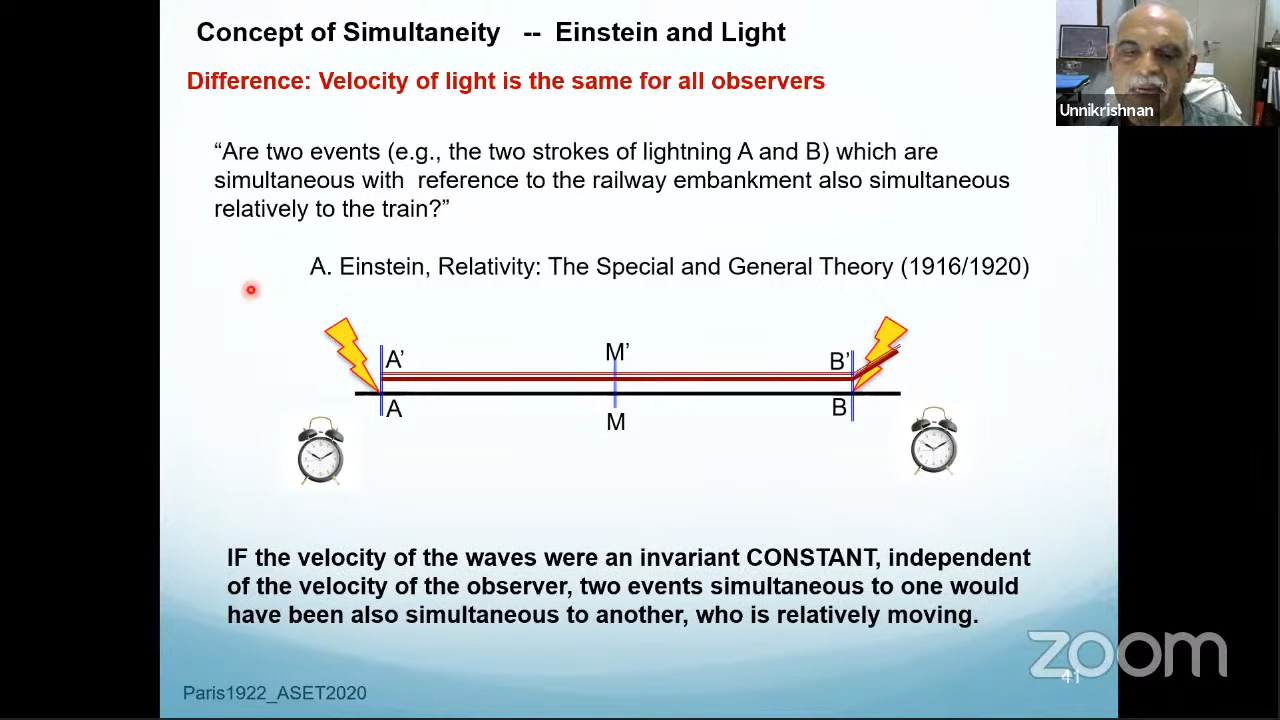 Concept of Simultaneity -- Einstein and Light
Difference: Velocity of light is the same for all observers
Unnikrishnan
“Are two events (e.g., the two strokes of lightning A and B) which are
simultaneous with reference to the railway embankment also simultaneous
relatively to the train?”
A. Einstein, Relativity: The Special and General Theory (1916/1920)
A’ M’ B’
A M B
IF the velocity of the waves were an invariant CONSTANT, independent
of the velocity of the observer, two events simultaneous to one would
have been also simultaneous to another, who is relatively moving.
zoom
41
Paris1922_ASET2020